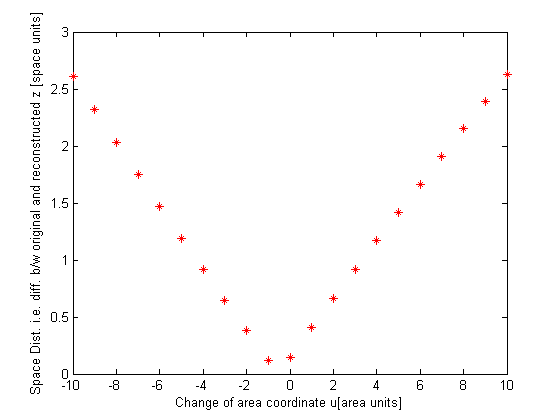 Space Dist. i.e. diff. b/w original and reconstructed z [space units]
3
2.5
2
1.5
1
0.5
0
-10 -8 -6 -4 -2 0 2 4 6 8 10
Change of area coordinate u[area units]